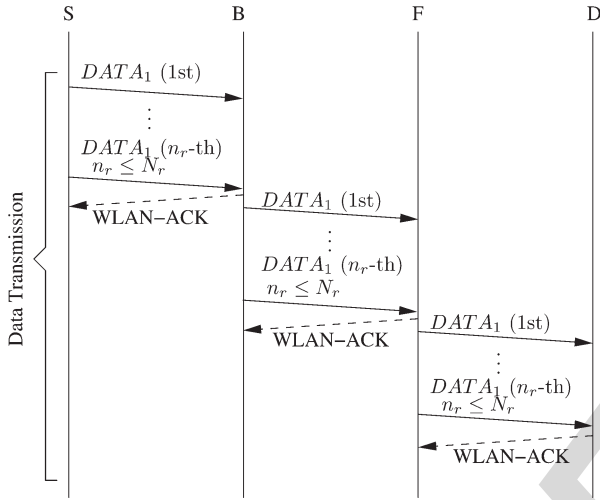 S B F D
DATA₁ (1st)
⋮
DATA₁ (nᵣ-th)
nᵣ ≤ Nᵣ
WLAN−ACK
DATA₁ (1st)
⋮
DATA₁ (nᵣ-th)
nᵣ ≤ Nᵣ
WLAN−ACK
DATA₁ (1st)
⋮
DATA₁ (nᵣ-th)
nᵣ ≤ Nᵣ
WLAN−ACK
Data Transmission